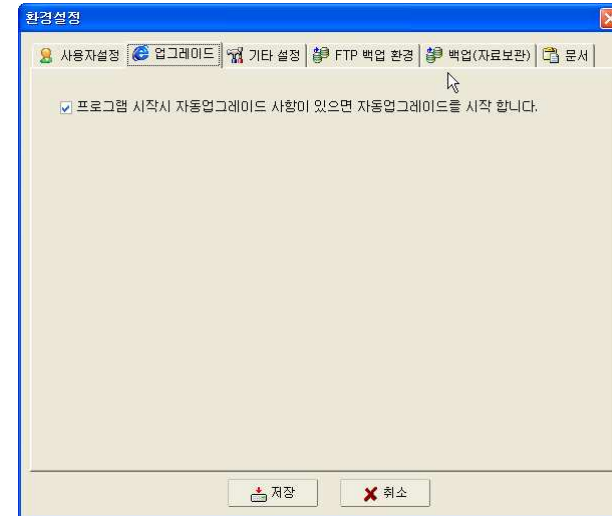 환경설정
사용자설정 업그레이드 기타 설정 FTP 백업 환경 백업(자료보관) 문서
프로그램 시작시 자동업그레이드 사항이 있으면 자동업그레이드를 시작 합니다.
저장 취소